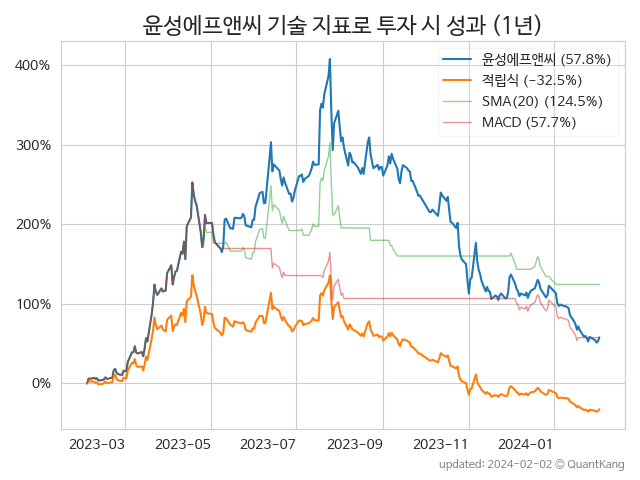 윤성에프앤씨 기술 지표로 투자 시 성과 (1년)
윤성에프앤씨 (57.8%)
적립식 (-32.5%)
SMA(20) (124.5%)
MACD (57.7%)
400%
300%
200%
100%
0%
2023-03
2023-05
2023-07
2023-09
2023-11
2024-01
updated: 2024-02-02 © QuantKang